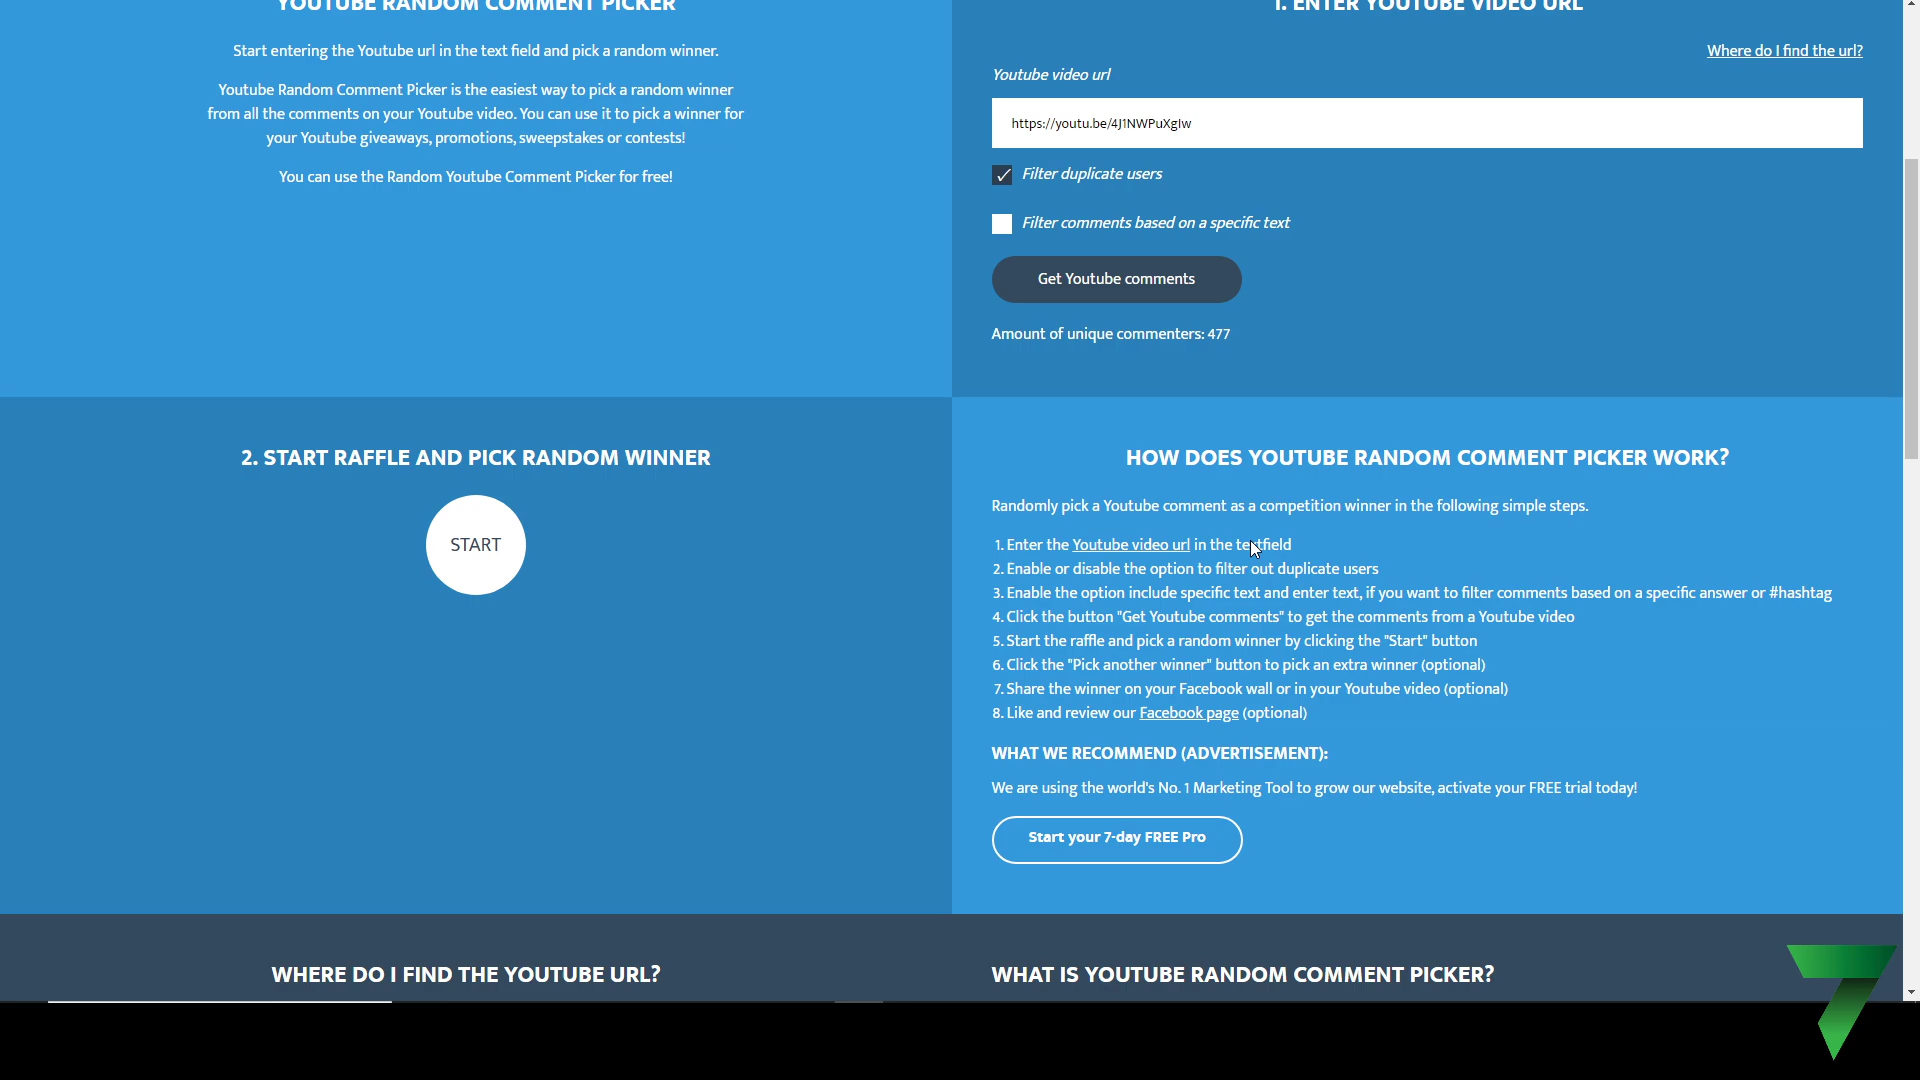 YOUTUBE RANDOM COMMENT PICKER
Start entering the Youtube url in the text field and pick a random winner.
Youtube Random Comment Picker is the easiest way to pick a random winner
from all the comments on your Youtube video. You can use it to pick a winner for
your Youtube giveaways, promotions, sweepstakes or contests!
You can use the Random Youtube Comment Picker for free!
1. ENTER YOUTUBE VIDEO URL
Where do I find the url?
Youtube video url
https://youtu.be/4J1NWPuXgIw
Filter duplicate users
Filter comments based on a specific text
Get Youtube comments
Amount of unique commenters: 477
2. START RAFFLE AND PICK RANDOM WINNER
START
HOW DOES YOUTUBE RANDOM COMMENT PICKER WORK?
Randomly pick a Youtube comment as a competition winner in the following simple steps.
1. Enter the Youtube video url in the textfield
2. Enable or disable the option to filter out duplicate users
3. Enable the option include specific text and enter text, if you want to filter comments based on a specific answer or #hashtag
4. Click the button "Get Youtube comments" to get the comments from a Youtube video
5. Start the raffle and pick a random winner by clicking the "Start" button
6. Click the "Pick another winner" button to pick an extra winner (optional)
7. Share the winner on your Facebook wall or in your Youtube video (optional)
8. Like and review our Facebook page (optional)
WHAT WE RECOMMEND (ADVERTISEMENT):
We are using the world's No. 1 Marketing Tool to grow our website, activate your FREE trial today!
Start your 7-day FREE Pro
WHERE DO I FIND THE YOUTUBE URL?
WHAT IS YOUTUBE RANDOM COMMENT PICKER?